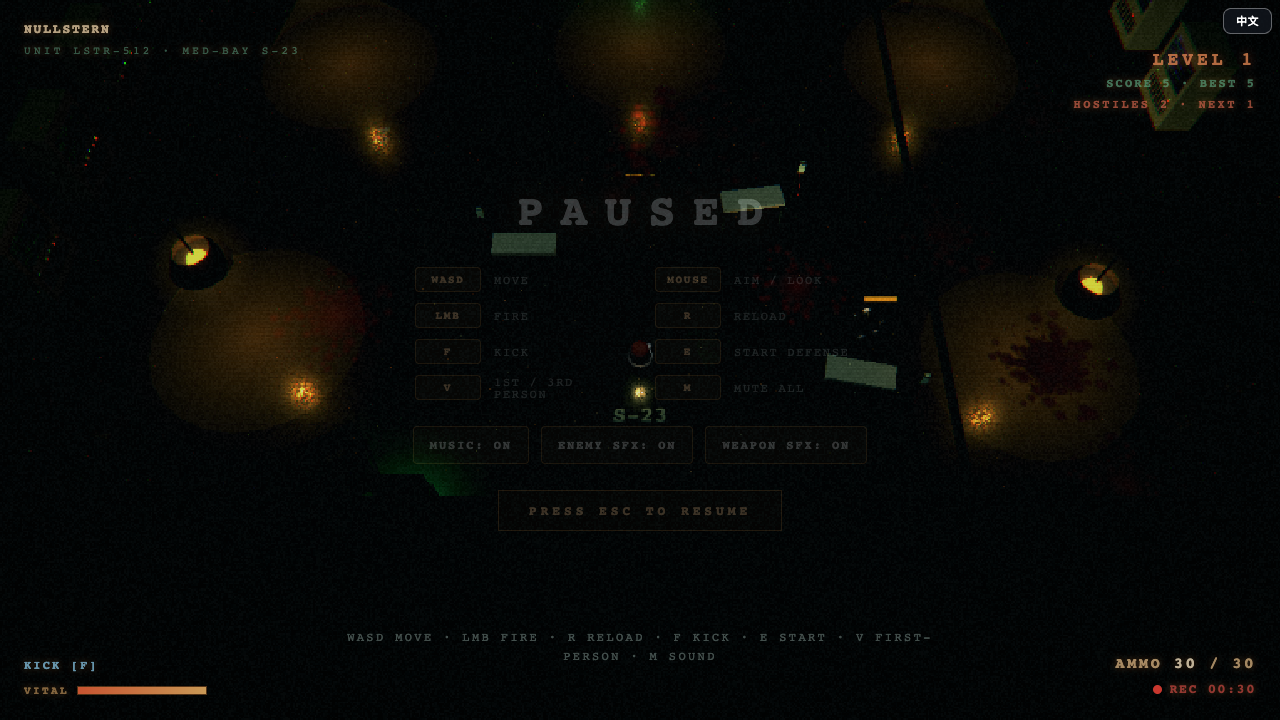 NULLSTERN
UNIT LSTR-512 · MED-BAY S-23
中文
LEVEL 1
SCORE 5 · BEST 5
HOSTILES 2 · NEXT 1
PAUSED
WASD MOVE
MOUSE AIM / LOOK
LMB FIRE
R RELOAD
F KICK
E START DEFENSE
V 1ST / 3RD PERSON
M MUTE ALL
S-23
MUSIC: ON
ENEMY SFX: ON
WEAPON SFX: ON
PRESS ESC TO RESUME
WASD MOVE · LMB FIRE · R RELOAD · F KICK · E START · V FIRST-
PERSON · M SOUND
KICK [F]
VITAL
AMMO 30 / 30
REC 00:30